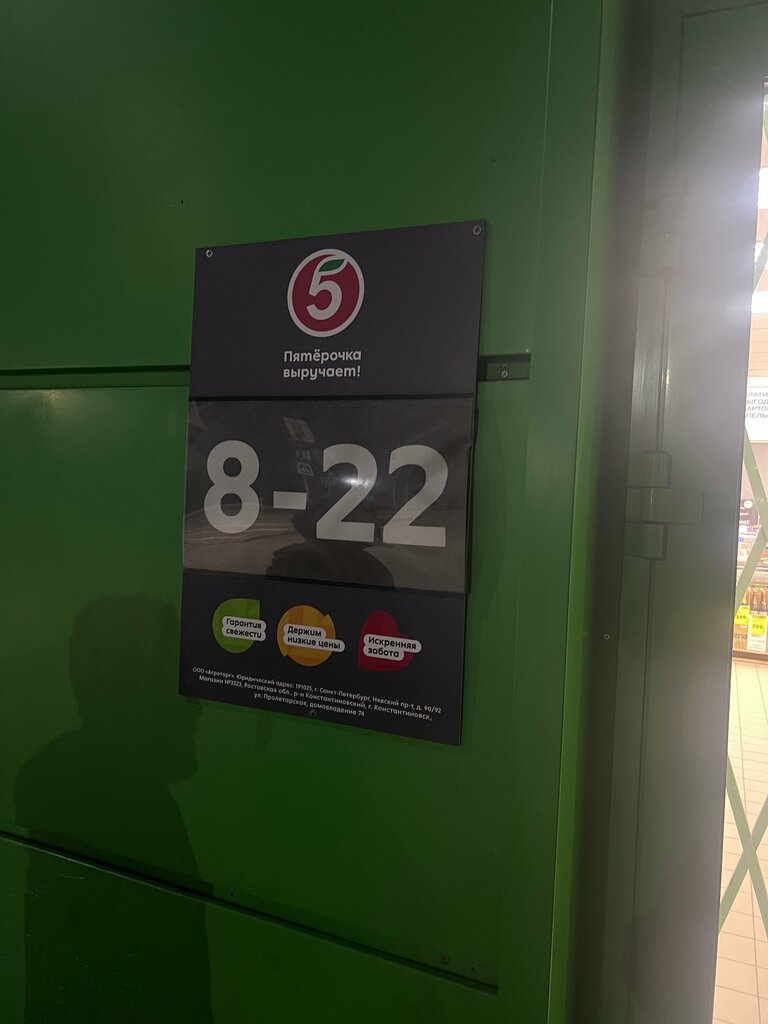 5
Пятёрочка
выручает!
8-22
Гарантия
свежести
Держим
низкие цены
Искренняя
забота
ООО «Агроторг». Юридический адрес: 191025, г. Санкт-Петербург, Невский пр-т, д. 90/92
Магазин №2323, Ростовская обл., р-н Константиновский, г. Константиновск,
ул. Пролетарская, домовладение 74